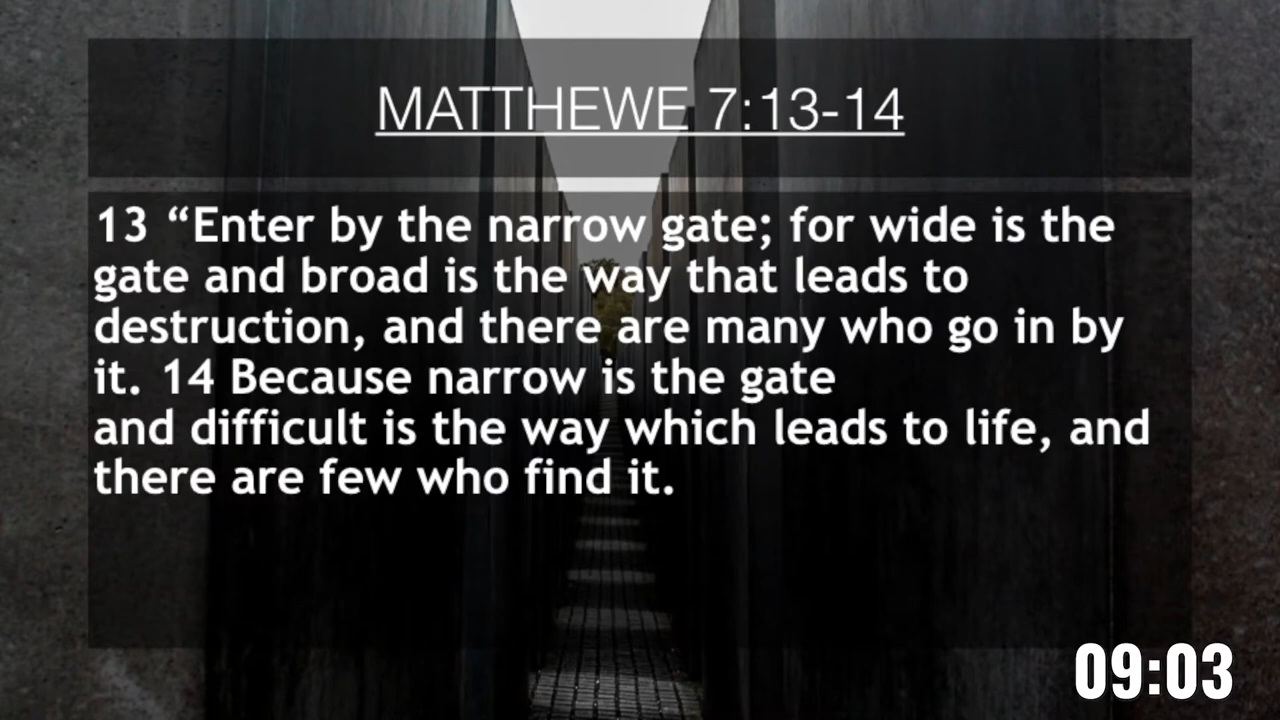 MATTHEWE 7:13-14
13 “Enter by the narrow gate; for wide is the
gate and broad is the way that leads to
destruction, and there are many who go in by
it. 14 Because narrow is the gate
and difficult is the way which leads to life, and
there are few who find it.
09:03